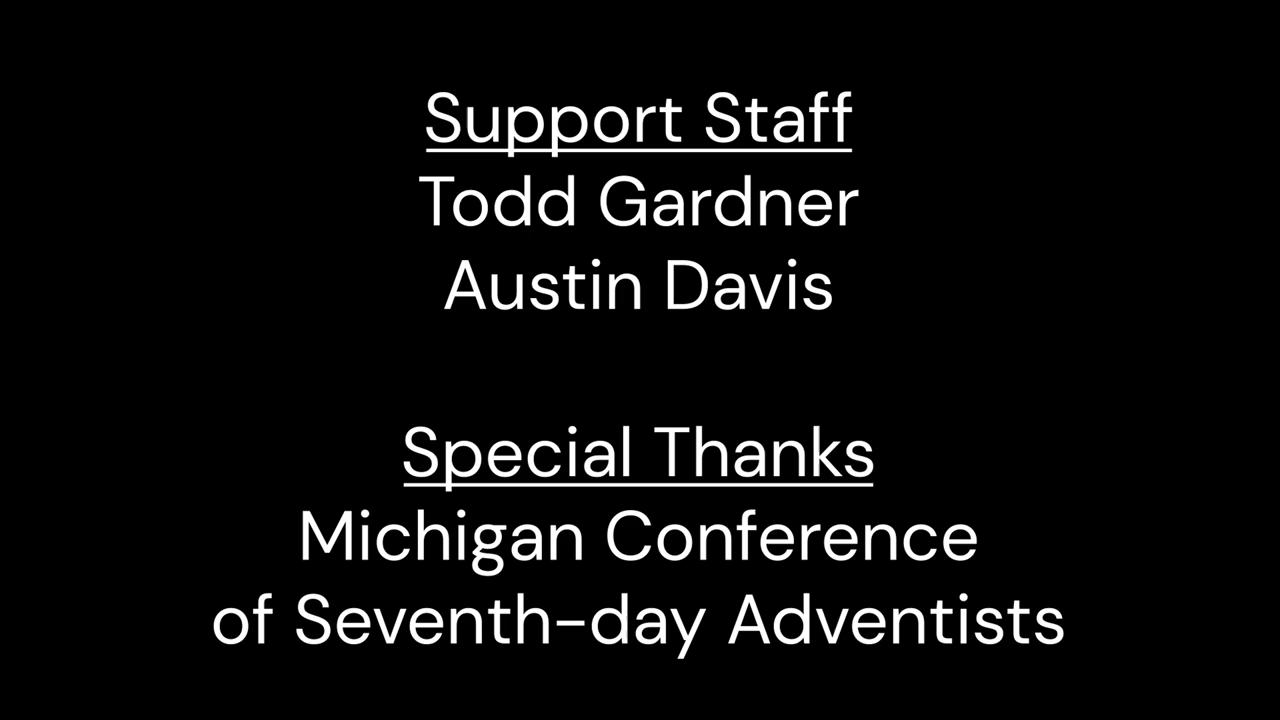 Support Staff
Todd Gardner
Austin Davis
Special Thanks
Michigan Conference
of Seventh-day Adventists